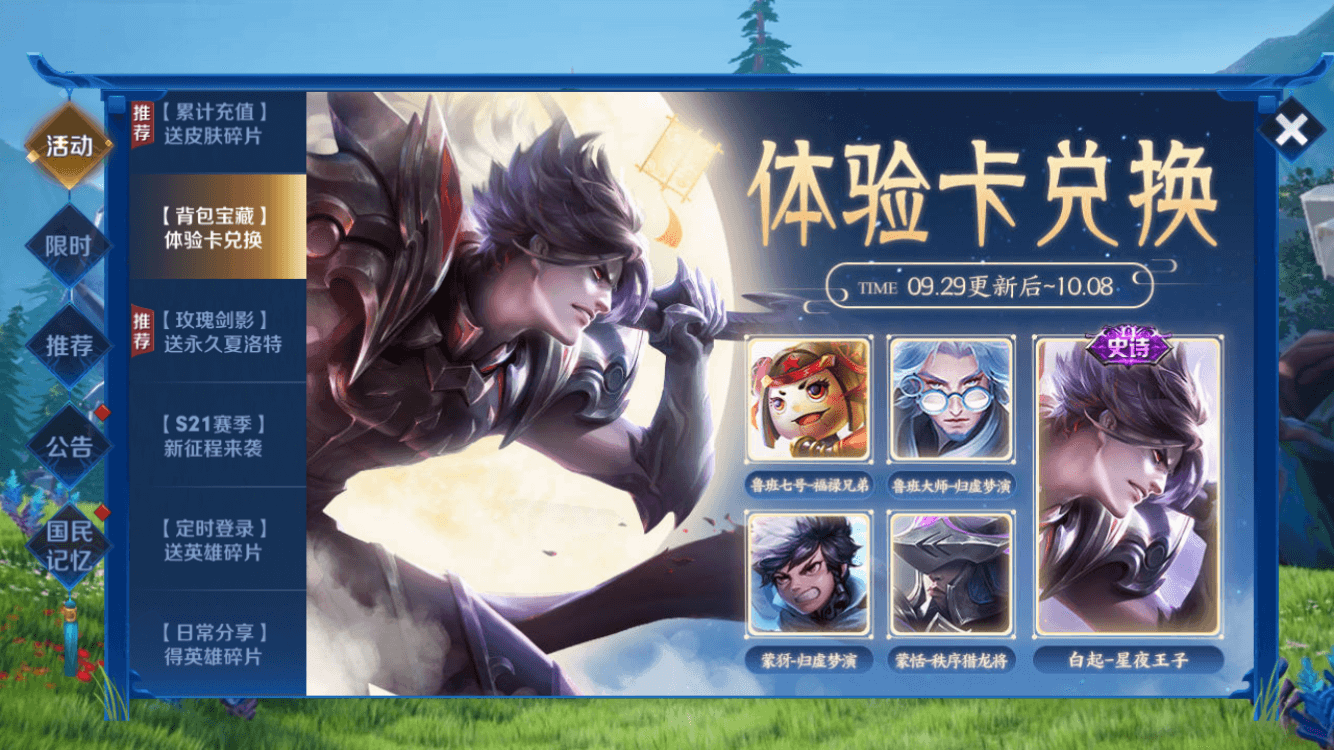 活动
限时
推荐
公告
国民
记忆
推荐
【累计充值】
送皮肤碎片
【背包宝藏】
体验卡兑换
推荐
【玫瑰剑影】
送永久夏洛特
【S21赛季】
新征程来袭
【定时登录】
送英雄碎片
【日常分享】
得英雄碎片
体验卡兑换
TIME 09.29更新后~10.08
史诗
鲁班七号-福禄兄弟
鲁班大师-归虚梦演
蒙犽-归虚梦演
蒙恬-秩序猎龙将
白起-星夜王子